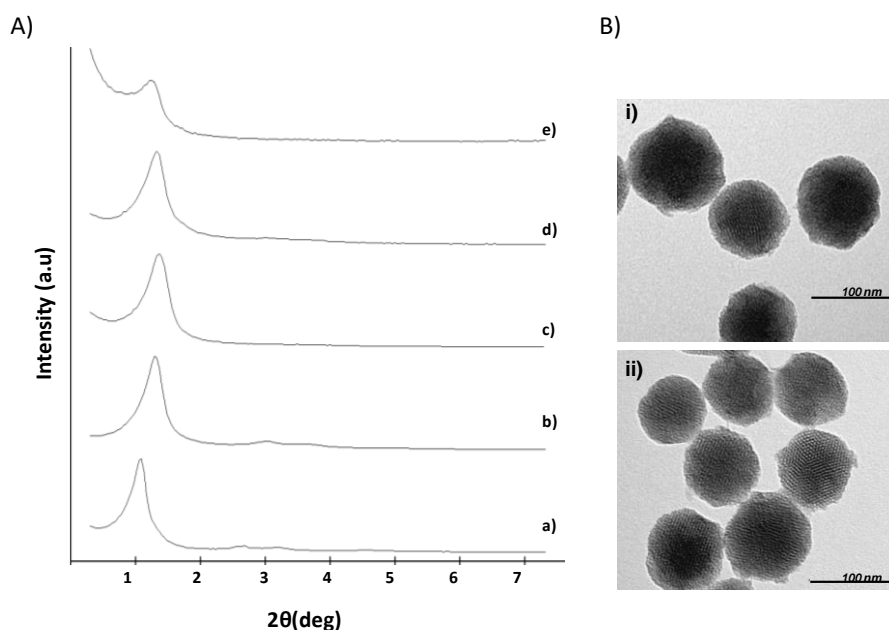 A)
B)
i)
e)
d)
c)
b)
a)
Intensity (a.u)
1 2 3 4 5 6 7
2θ(deg)
100 nm
ii)
100 nm